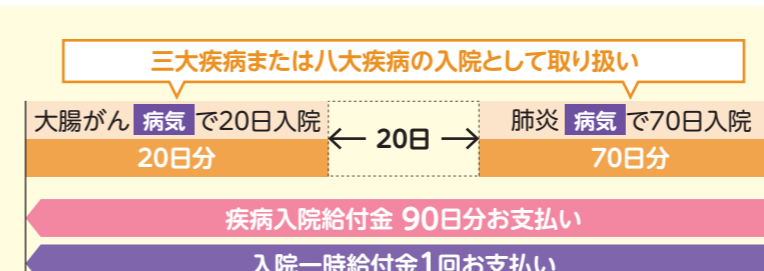 三大疾病または八大疾病の入院として取り扱い
大腸がん 病気 で20日入院
20日分
20日
肺炎 病気 で70日入院
70日分
疾病入院給付金 90日分お支払い
入院一時給付金1回お支払い